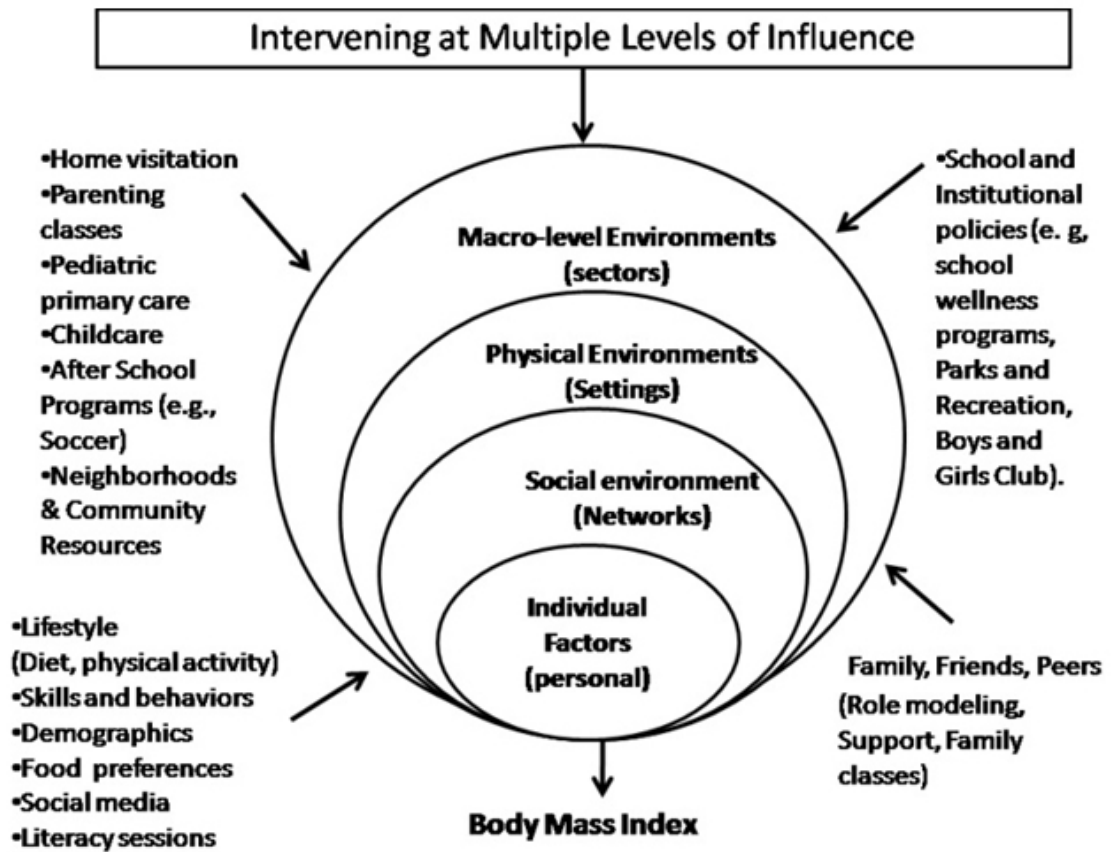 Intervening at Multiple Levels of Influence
•Home visitation
•Parenting
classes
•Pediatric
primary care
•Childcare
•After School
Programs (e.g.,
Soccer)
•Neighborhoods
& Community
Resources
•School and
Institutional
policies (e. g,
school
wellness
programs,
Parks and
Recreation,
Boys and
Girls Club).
Macro-level Environments
(sectors)
Physical Environments
(Settings)
Social environment
(Networks)
Individual
Factors
(personal)
•Lifestyle
(Diet, physical activity)
•Skills and behaviors
•Demographics
•Food preferences
•Social media
•Literacy sessions
Family, Friends, Peers
(Role modeling,
Support, Family
classes)
Body Mass Index